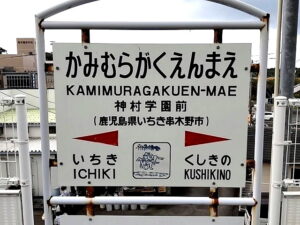 かみむらがくえんまえ
KAMIMURAGAKUEN-MAE
神村学園前
(鹿児島県いちき串木野市)
いちき
くしきの
ICHIKI
KUSHIKINO